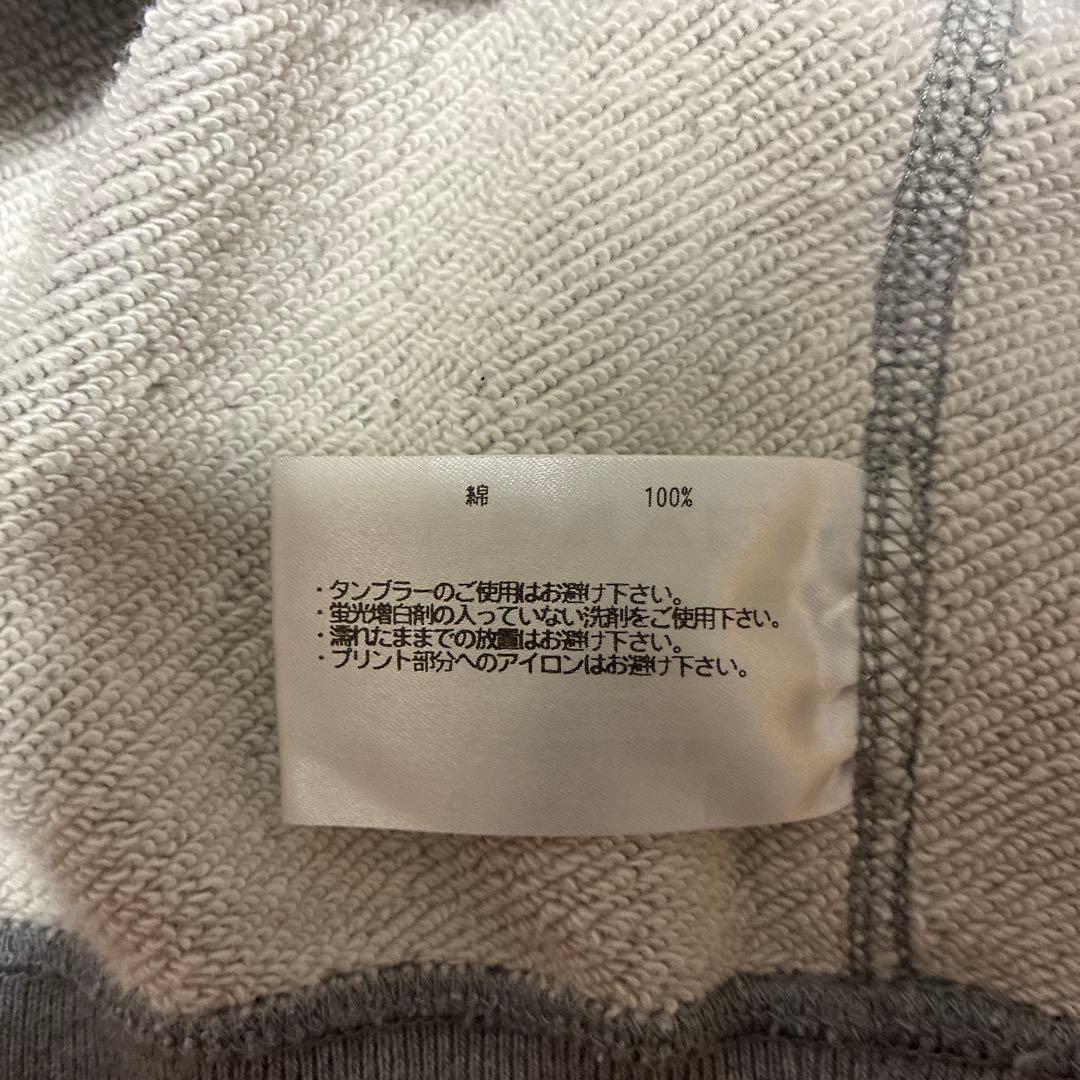 綿 100%
・タンブラーのご使用はお避け下さい。
・蛍光増白剤の入っていない洗剤をご使用下さい。
・濡れたままでの放置はお避け下さい。
・プリント部分へのアイロンはお避け下さい。